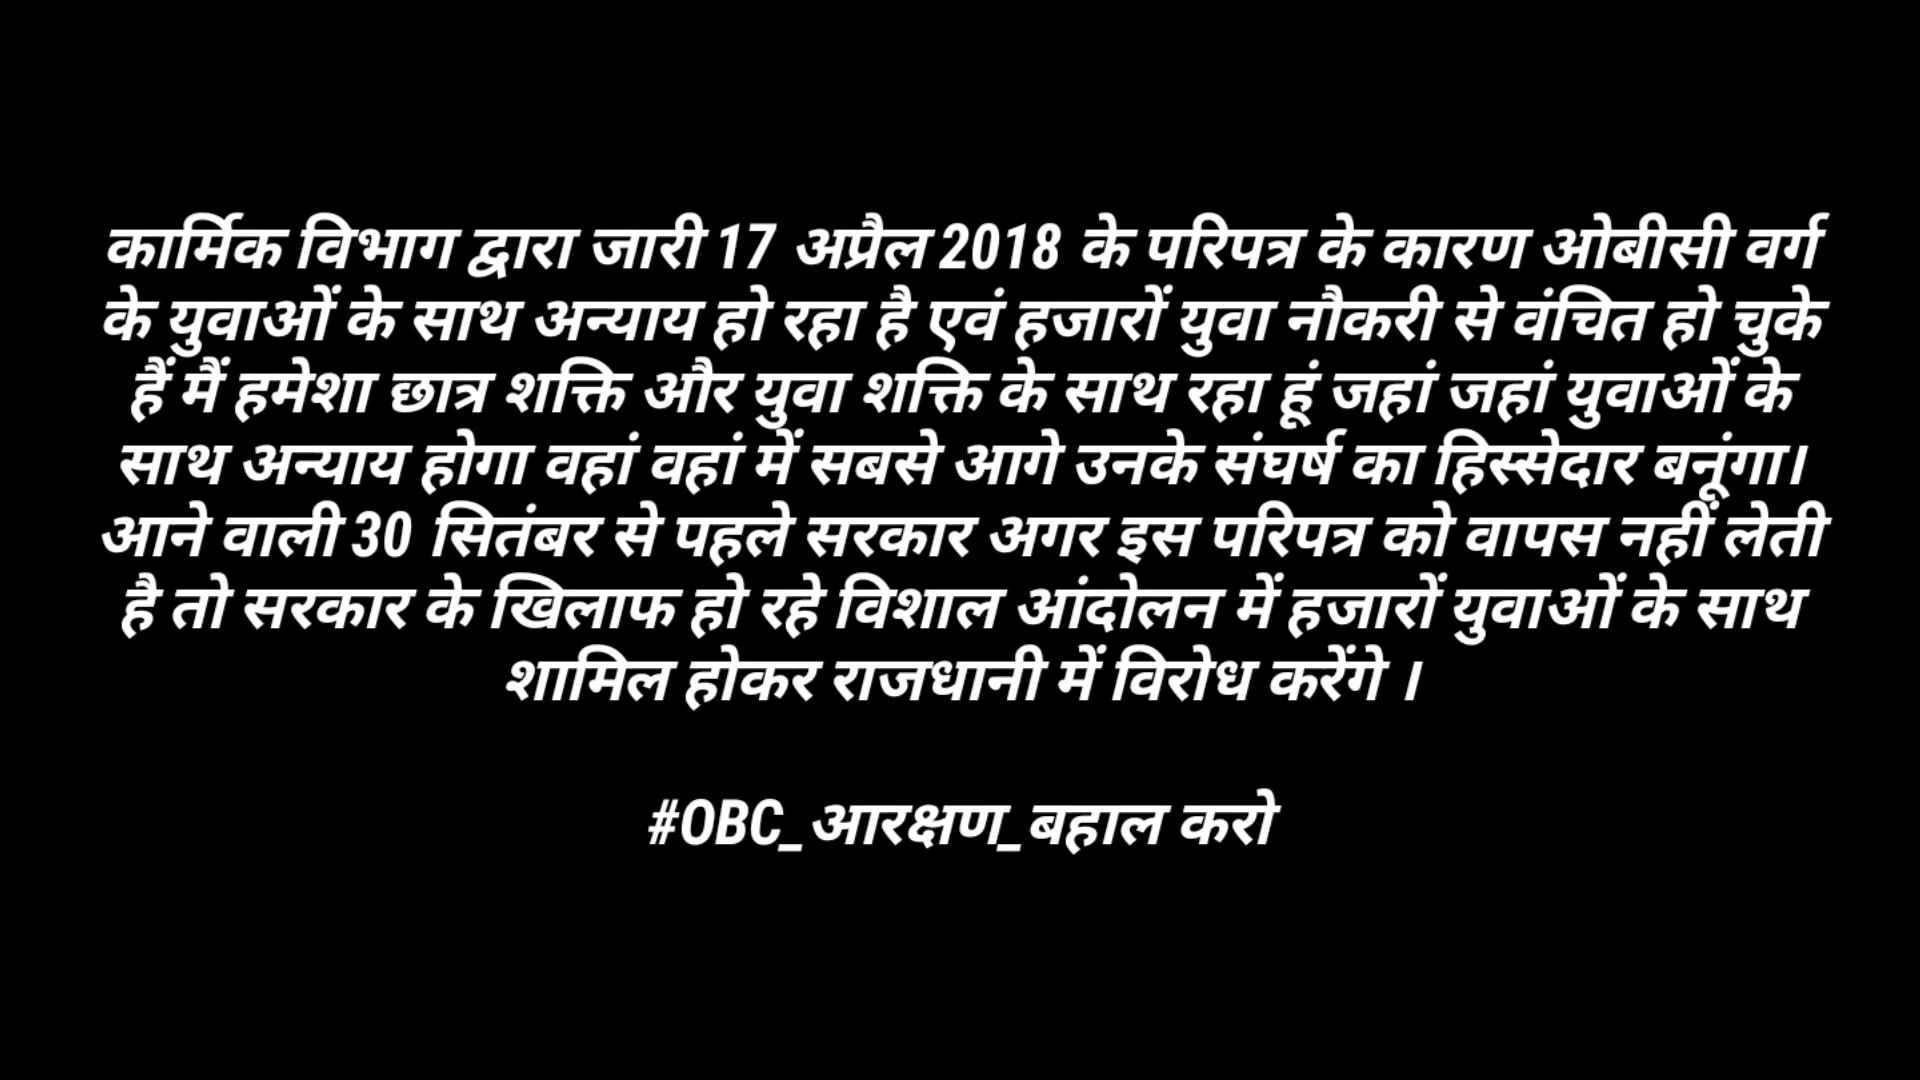 कार्मिक विभाग द्वारा जारी 17 अप्रैल 2018 के परिपत्र के कारण ओबीसी वर्ग
के युवाओं के साथ अन्याय हो रहा है एवं हजारों युवा नौकरी से वंचित हो चुके
हैं मैं हमेशा छात्र शक्ति और युवा शक्ति के साथ रहा हूं जहां जहां युवाओं के
साथ अन्याय होगा वहां वहां में सबसे आगे उनके संघर्ष का हिस्सेदार बनूंगा।
आने वाली 30 सितंबर से पहले सरकार अगर इस परिपत्र को वापस नहीं लेती
है तो सरकार के खिलाफ हो रहे विशाल आंदोलन में हजारों युवाओं के साथ
शामिल होकर राजधानी में विरोध करेंगे ।
#OBC_आरक्षण_बहाल करो